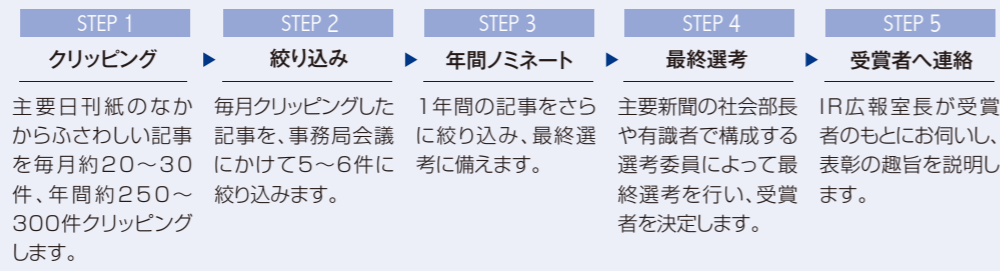 STEP 1
クリッピング
主要日刊紙のなか
からふさわしい記事
を毎月約20～30
件、年間約250～
300件クリッピング
します。
▶
STEP 2
絞り込み
毎月クリッピングした
記事を、事務局会議
にかけて5～6件に
絞り込みます。
▶
STEP 3
年間ノミネート
1年間の記事をさら
に絞り込み、最終選
考に備えます。
▶
STEP 4
最終選考
主要新聞の社会部長
や有識者で構成する
選考委員によって最
終選考を行い、受賞
者を決定します。
▶
STEP 5
受賞者へ連絡
IR広報室長が受賞
者のもとにお伺いし、
表彰の趣旨を説明し
ます。